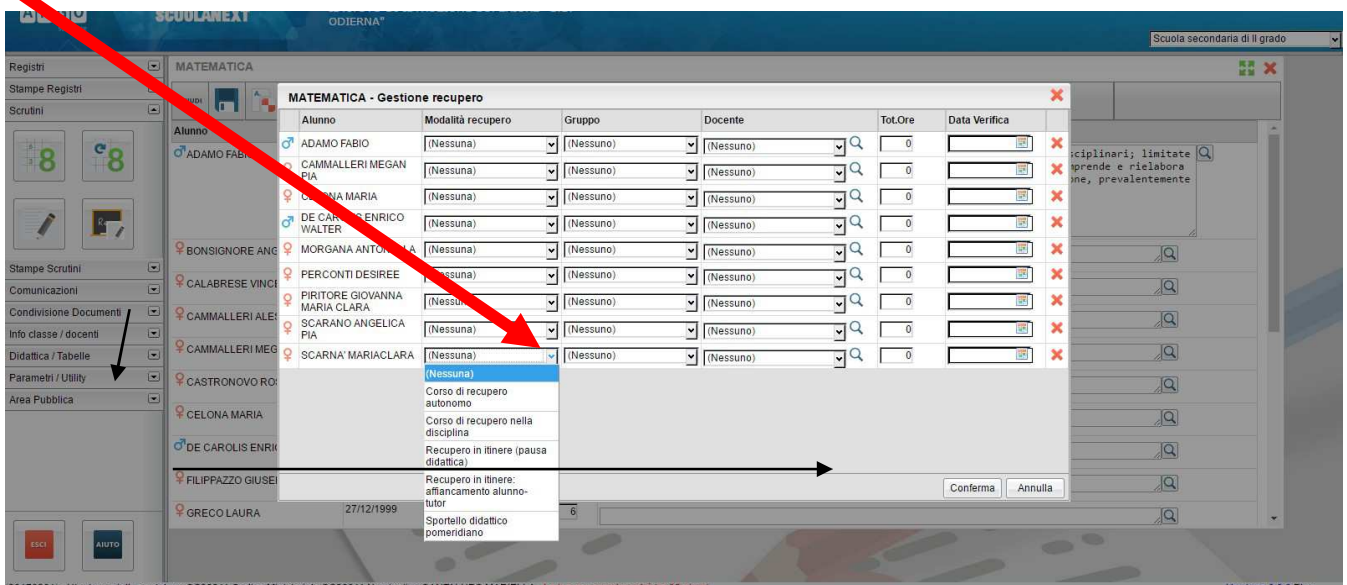 SCUOLANEXT
ODIERNA"
Scuola secondaria di II grado
Registri
Stampe Registri
Scrutini
Stampe Scrutini
Comunicazioni
Condivisione Documenti
Info classe / docenti
Didattica / Tabelle
Parametri / Utility
Area Pubblica
ESCI
AIUTO
MATEMATICA
Alunno
ADAMO FABI
BONSIGNORE ANG
CALABRESE VINCE
CAMMALLERI ALES
CAMMALLERI MEG
CASTRONOVO RO
CELONA MARIA
DE CAROLIS ENRI
FILIPPAZZO GIUSE
GRECO LAURA 27/12/1999 6
sciplinari; limitate
prende e rielabora
one, prevalentemente
MATEMATICA - Gestione recupero
Alunno Modalità recupero Gruppo Docente Tot.Ore Data Verifica
ADAMO FABIO (Nessuna) (Nessuno) (Nessuno) 0
CAMMALLERI MEGAN
PIA (Nessuna) (Nessuno) (Nessuno) 0
MARIA (Nessuna) (Nessuno) (Nessuno) 0
DE CAROLIS ENRICO
WALTER (Nessuna) (Nessuno) (Nessuno) 0
MORGANA (Nessuna) (Nessuno) (Nessuno) 0
PERCONTI DESIREE (Nessuno) (Nessuno) 0
PIRITORE GIOVANNA
MARIA CLARA (Nessuno) (Nessuno) 0
SCARANO ANGELICA
PIA (Nessuna) (Nessuno) (Nessuno) 0
SCARNA' MARIACLARA (Nessuna) (Nessuno) (Nessuno) 0
(Nessuna)
Corso di recupero
autonomo
Corso di recupero nella
disciplina
Recupero in itinere (pausa
didattica)
Recupero in itinere:
affiancamento alunno-
tutor
Sportello didattico
pomeridiano
Conferma Annulla